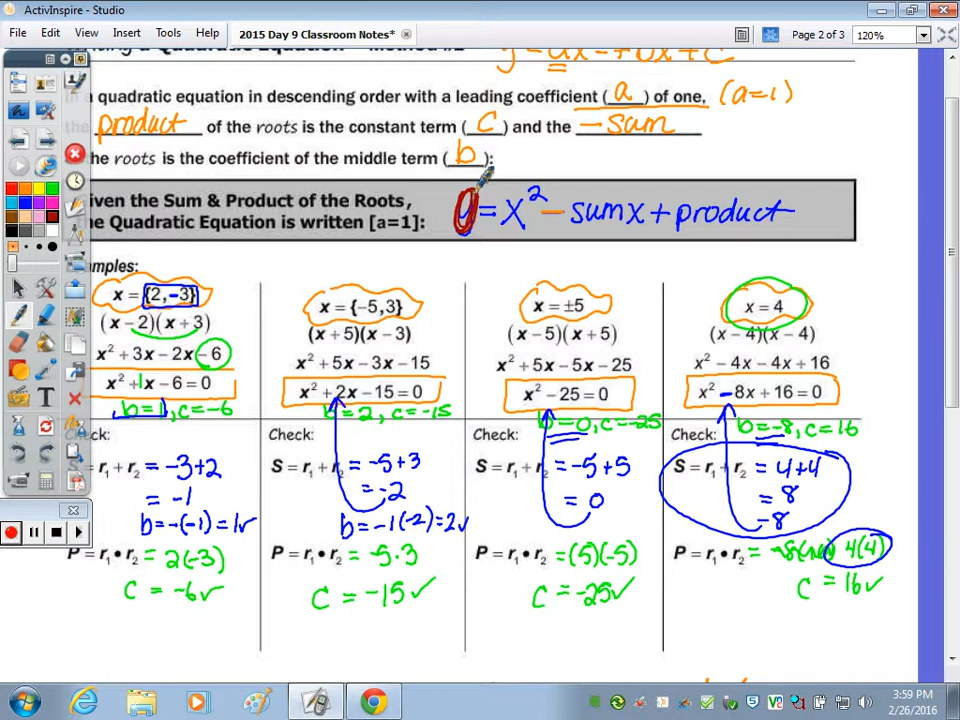 ActivInspire - Studio
File Edit View Insert Tools Help
2015 Day 9 Classroom Notes*
Page 2 of 3
120%
a quadratic equation in descending order with a leading coefficient (a) of one, (a=1)
product of the roots is the constant term (c) and the -sum
he roots is the coefficient of the middle term (b):
iven the Sum & Product of the Roots,
he Quadratic Equation is written [a=1]:
y = x² - sumx + product
amples:
x = {2, -3}
(x - 2)(x + 3)
x² + 3x - 2x - 6
x² + 1x - 6 = 0
b=1, c=-6
x = {-5, 3}
(x + 5)(x - 3)
x² + 5x - 3x - 15
x² + 2x - 15 = 0
b=2, c=-15
x = ±5
(x - 5)(x + 5)
x² + 5x - 5x - 25
x² - 25 = 0
b=0, c=-25
x = 4
(x - 4)(x - 4)
x² - 4x - 4x + 16
x² - 8x + 16 = 0
b=-8, c=16
heck:
= r₁ + r₂ = -3+2
= -1
b=-(-1)=1✓
P = r₁ • r₂ = 2(-3)
c = -6✓
Check:
S = r₁ + r₂ = -5+3
= -2
b=-1(-2)=2✓
P = r₁ • r₂ = -5·3
c = -15✓
Check:
S = r₁ + r₂ = -5+5
= 0
P = r₁ • r₂ = (5)(-5)
c = -25✓
Check:
S = r₁ + r₂ = 4+4
= 8
-8
P = r₁ • r₂ = 4(4)
c = 16✓
3:59 PM
2/26/2016